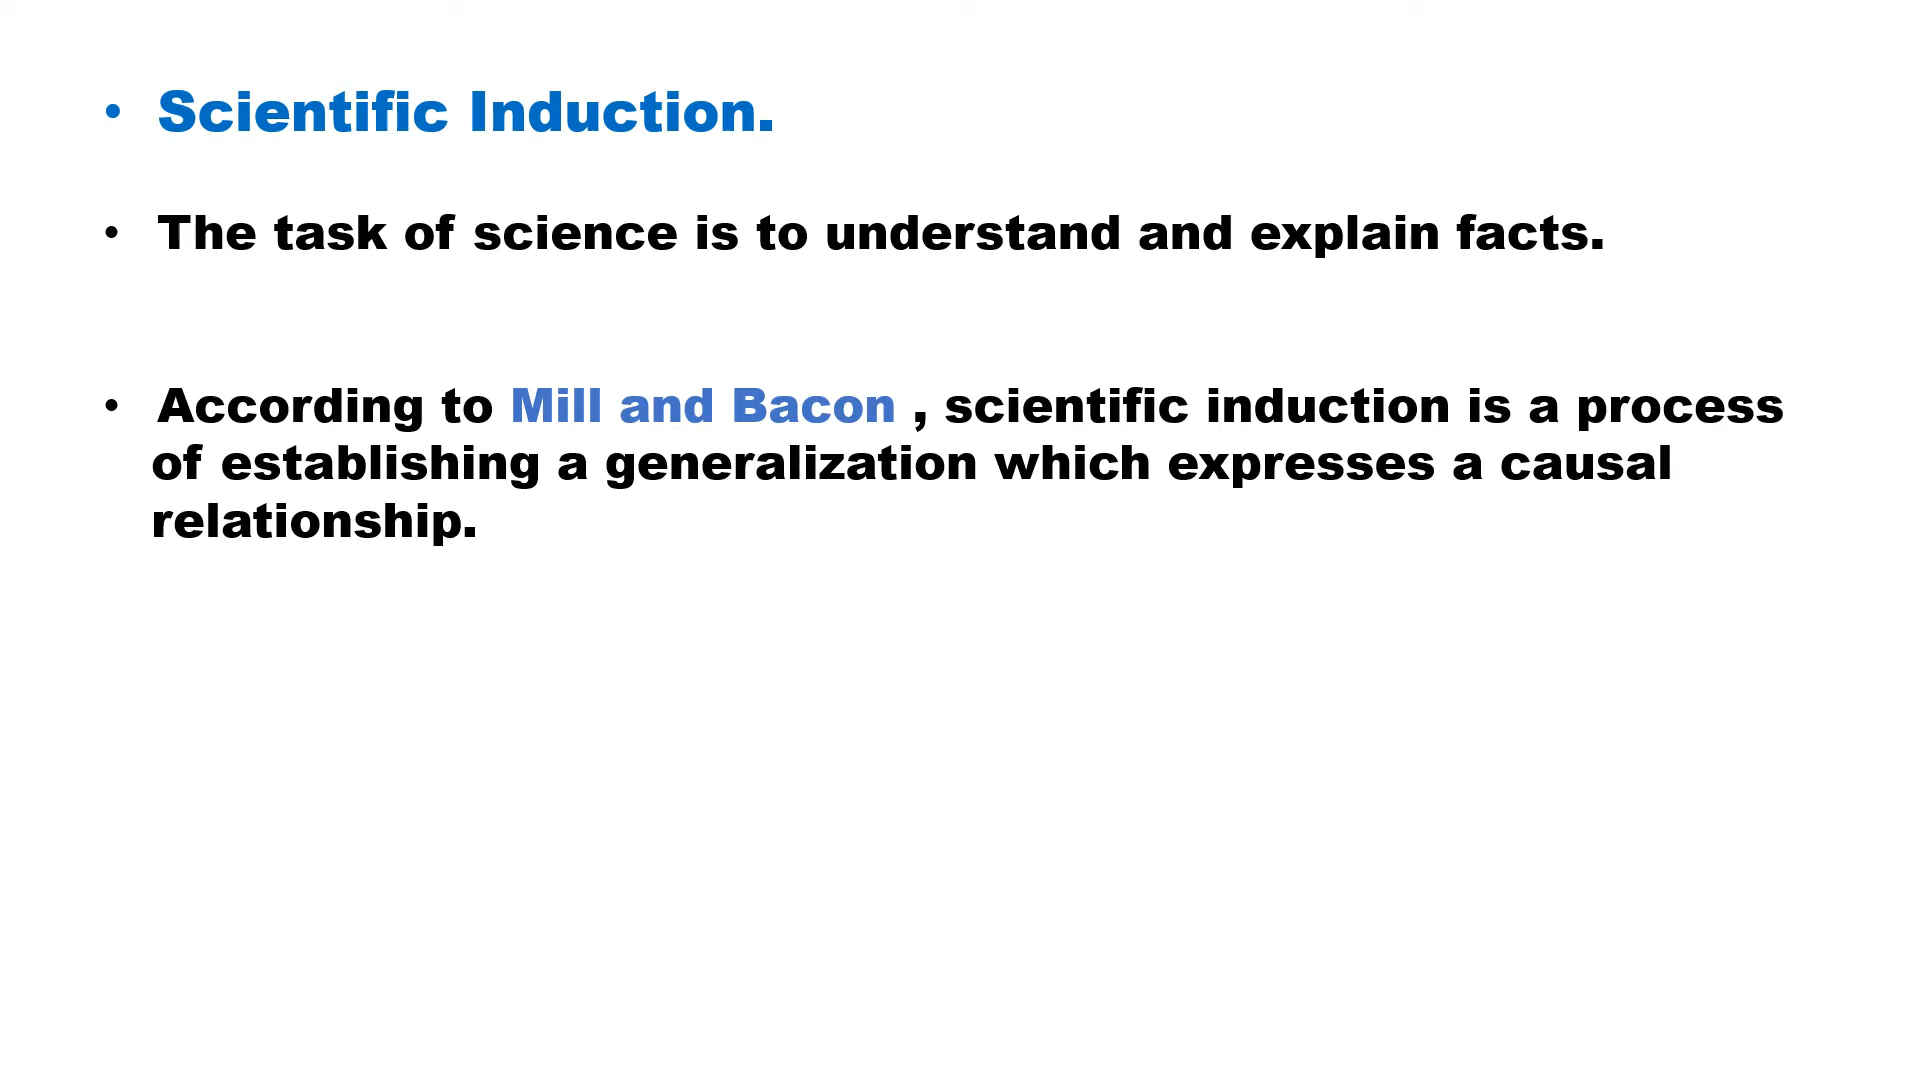 • Scientific Induction.
• The task of science is to understand and explain facts.
• According to Mill and Bacon , scientific induction is a process
of establishing a generalization which expresses a causal
relationship.